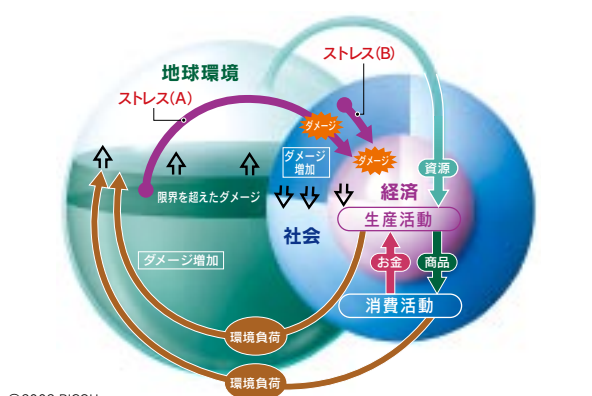 地球環境
ストレス(A)
ストレス(B)
ダメージ
ダメージ
ダメージ
増加
資源
経済
限界を超えたダメージ
生産活動
社会
ダメージ増加
お金
商品
消費活動
環境負荷
環境負荷